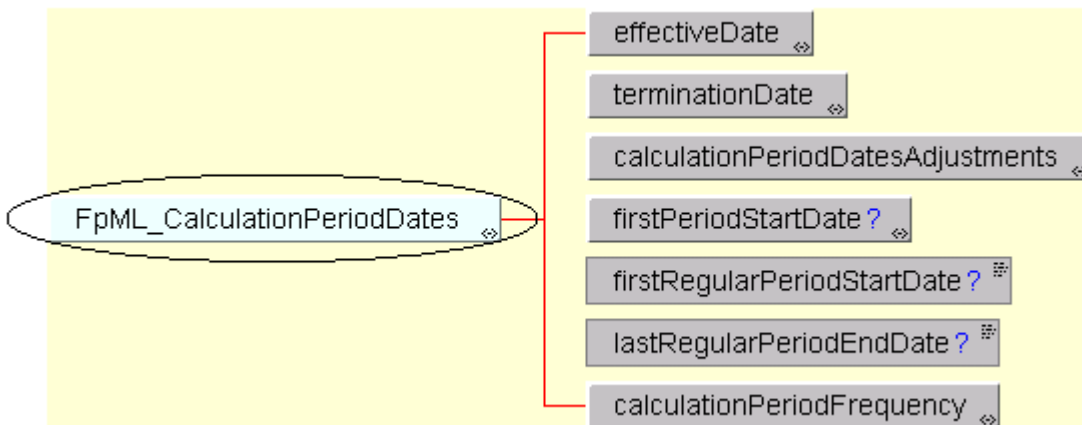 effectiveDate
terminationDate
calculationPeriodDatesAdjustments
FpML_CalculationPeriodDates
firstPeriodStartDate?
firstRegularPeriodStartDate?
lastRegularPeriodEndDate?
calculationPeriodFrequency